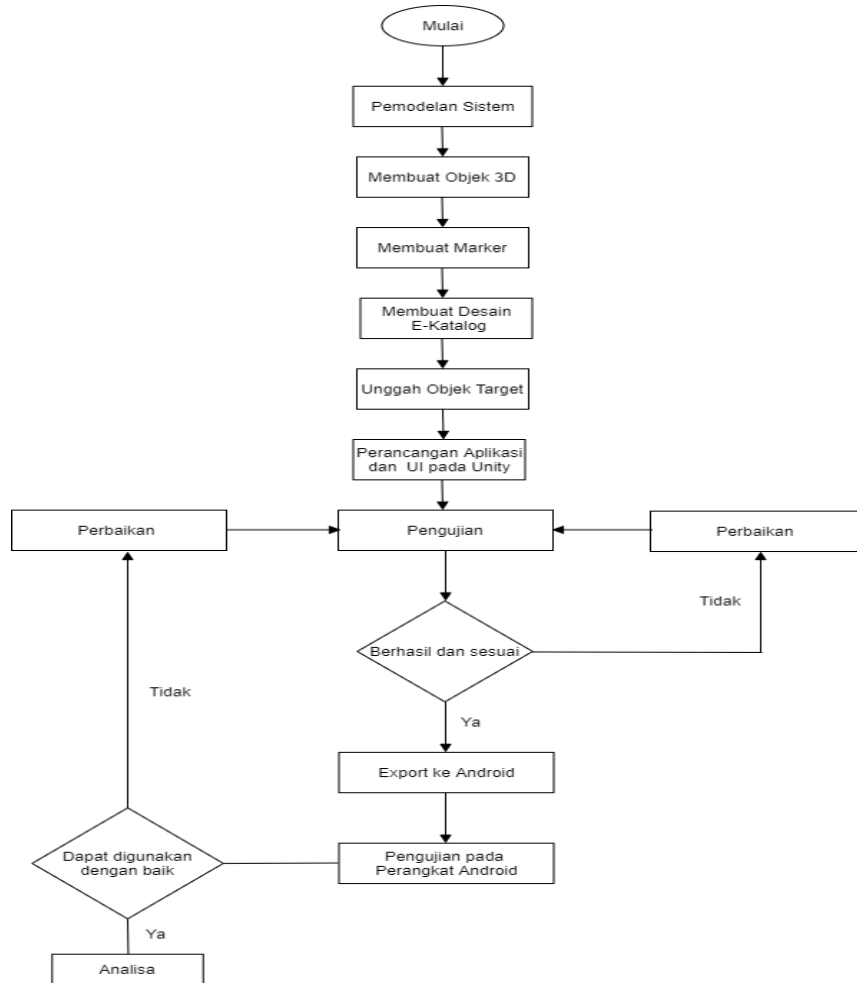 Mulai
Pemodelan Sistem
Membuat Objek 3D
Membuat Marker
Membuat Desain
E-Katalog
Unggah Objek Target
Perancangan Aplikasi
dan UI pada Unity
Perbaikan
Pengujian
Perbaikan
Tidak
Berhasil dan sesuai
Tidak
Ya
Export ke Android
Dapat digunakan
dengan baik
Pengujian pada
Perangkat Android
Ya
Analisa